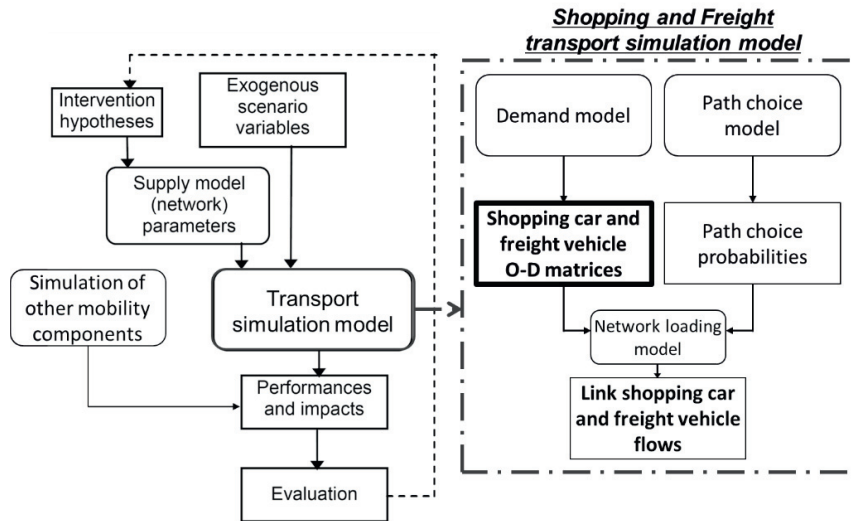 Shopping and Freight
transport simulation model
Intervention
hypotheses
Exogenous
scenario
variables
Supply model
(network)
parameters
Simulation of
other mobility
components
Transport
simulation model
Performances
and impacts
Evaluation
Demand model
Path choice
model
Shopping car and
freight vehicle
O-D matrices
Path choice
probabilities
Network loading
model
Link shopping car
and freight vehicle
flows